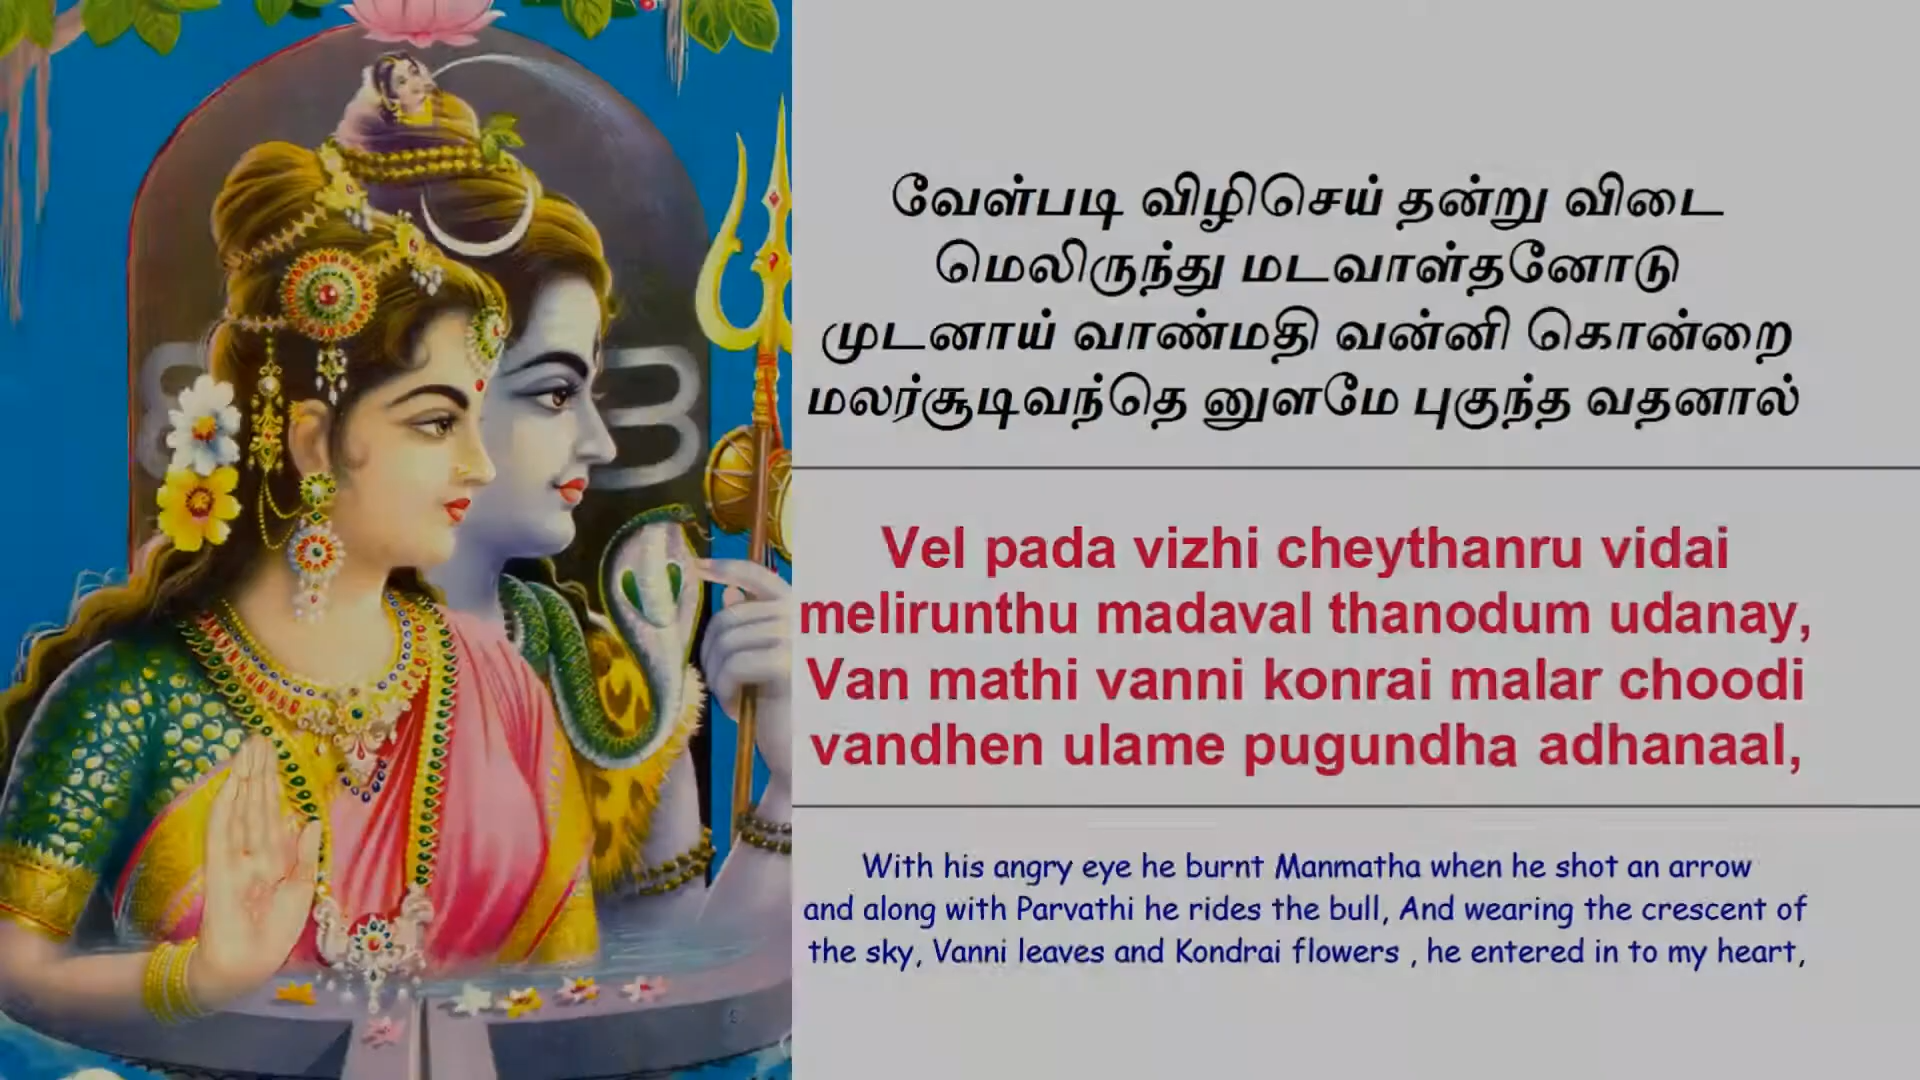 வேள்படி விழிசெய் தன்று விடை
மெலிருந்து மடவாள்தனோடு
முடனாய் வாண்மதி வன்னி கொன்றை
மலர்சூடிவந்தெ னுளமே புகுந்த வதனால்
Vel pada vizhi cheythanru vidai
melirunthu madaval thanodum udanay,
Van mathi vanni konrai malar choodi
vandhen ulame pugundha adhanaal,
With his angry eye he burnt Manmatha when he shot an arrow
and along with Parvathi he rides the bull, And wearing the crescent of
the sky, Vanni leaves and Kondrai flowers , he entered in to my heart,